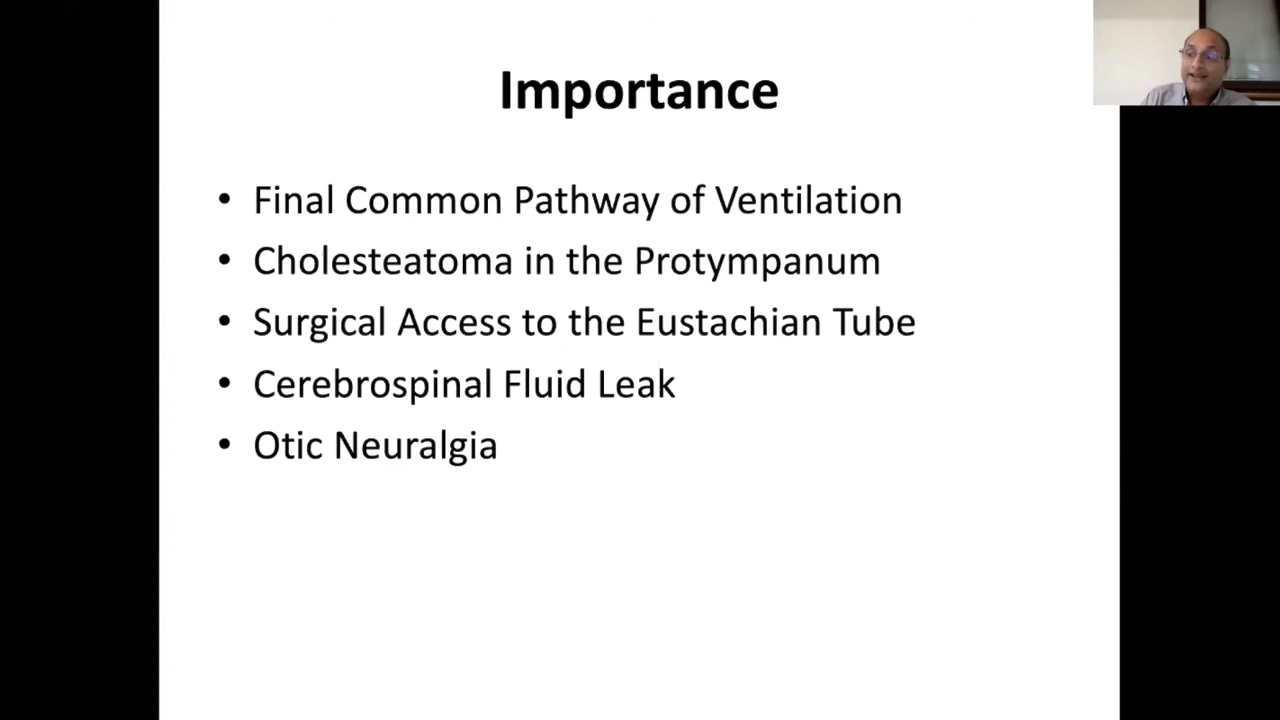 Importance
• Final Common Pathway of Ventilation
• Cholesteatoma in the Protympanum
• Surgical Access to the Eustachian Tube
• Cerebrospinal Fluid Leak
• Otic Neuralgia